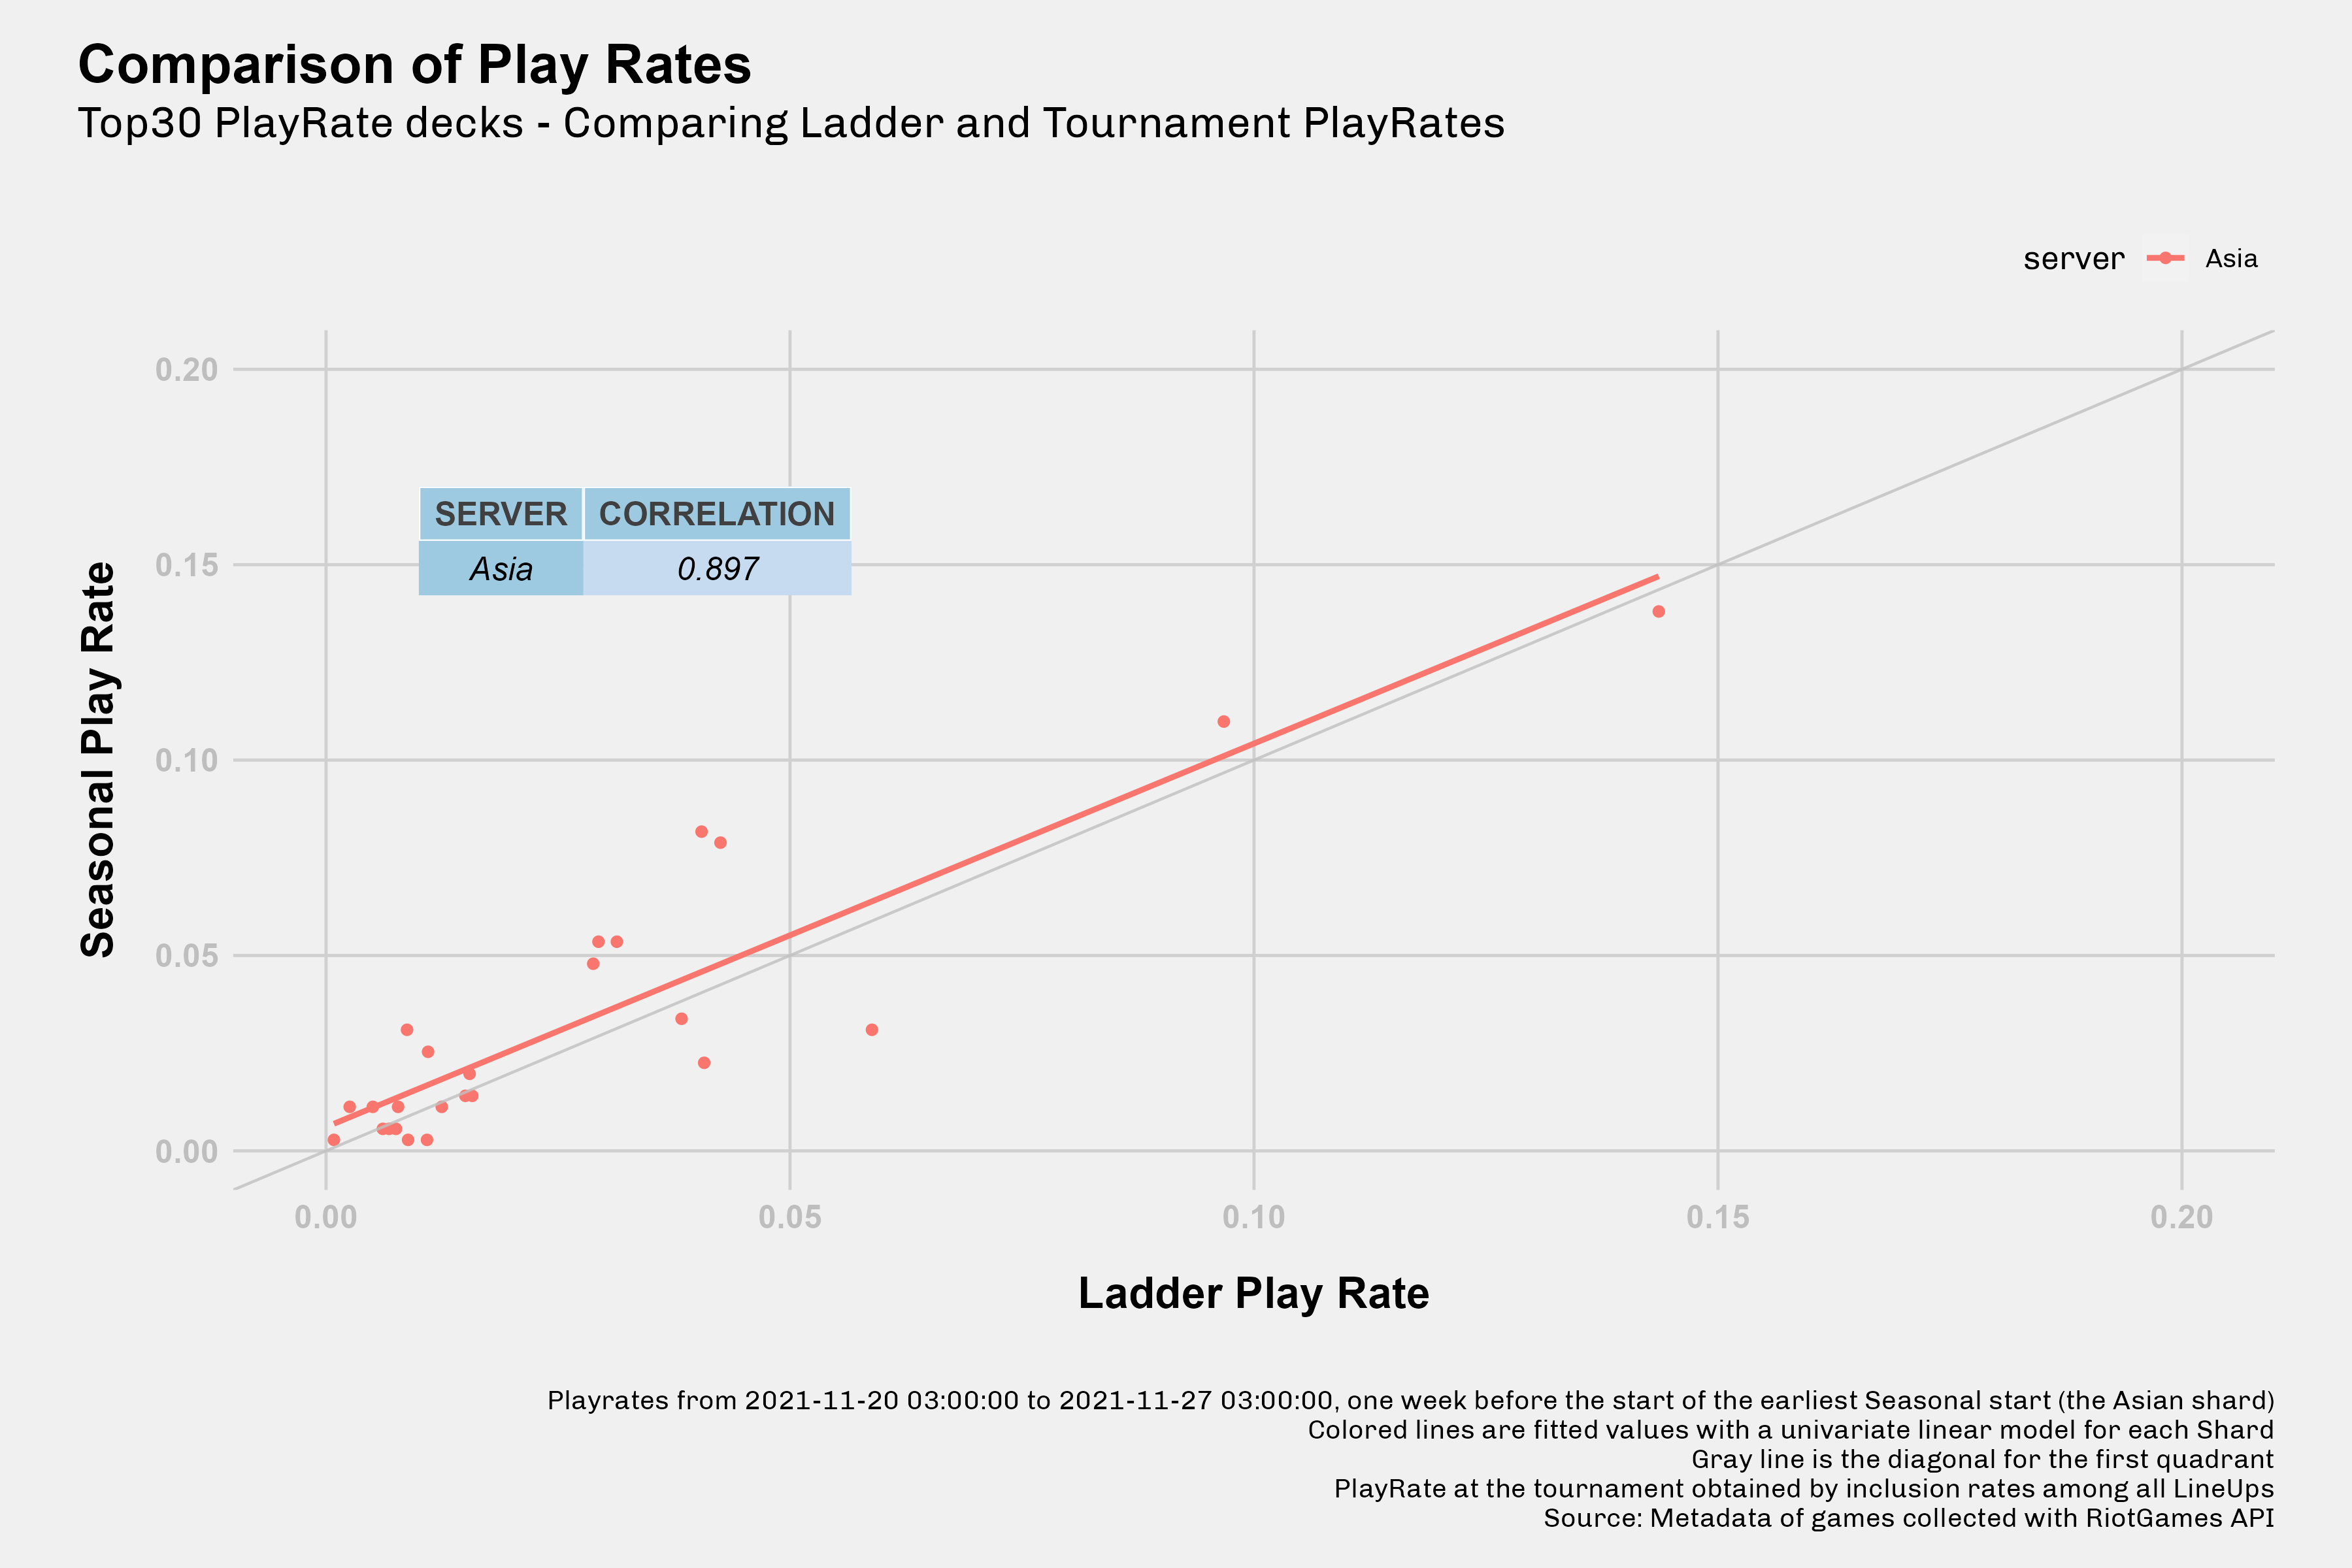 Comparison of Play Rates
Top30 PlayRate decks - Comparing Ladder and Tournament PlayRates
server Asia
0.20
0.15
0.10
0.05
0.00
Seasonal Play Rate
SERVER CORRELATION
Asia 0.897
0.00 0.05 0.10 0.15 0.20
Ladder Play Rate
Playrates from 2021-11-20 03:00:00 to 2021-11-27 03:00:00, one week before the start of the earliest Seasonal start (the Asian shard)
Colored lines are fitted values with a univariate linear model for each Shard
Gray line is the diagonal for the first quadrant
PlayRate at the tournament obtained by inclusion rates among all LineUps
Source: Metadata of games collected with RiotGames API